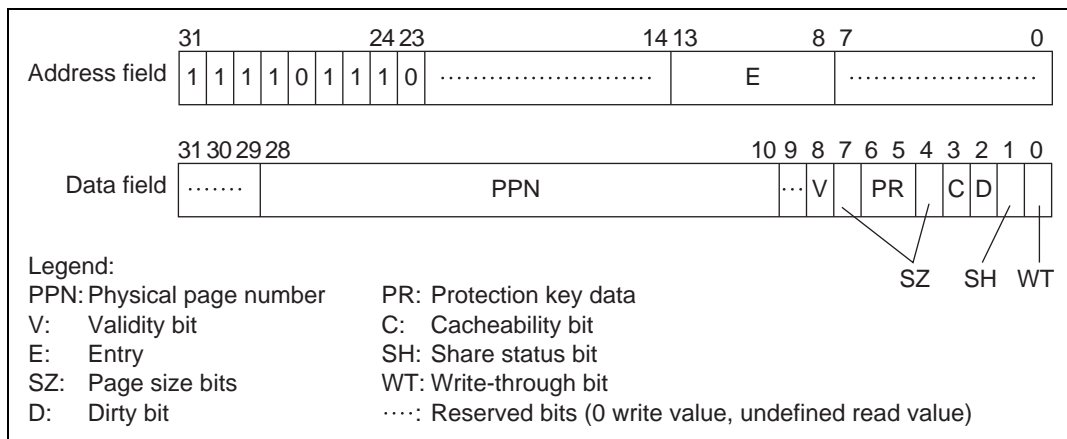 31 24 23 14 13 8 7 0
Address field 1 1 1 1 0 1 1 1 0 ························ E ······················
31 30 29 28 10 9 8 7 6 5 4 3 2 1 0
Data field ······· PPN ··· V PR C D
SZ SH WT
Legend:
PPN: Physical page number PR: Protection key data
V: Validity bit C: Cacheability bit
E: Entry SH: Share status bit
SZ: Page size bits WT: Write-through bit
D: Dirty bit ····: Reserved bits (0 write value, undefined read value)